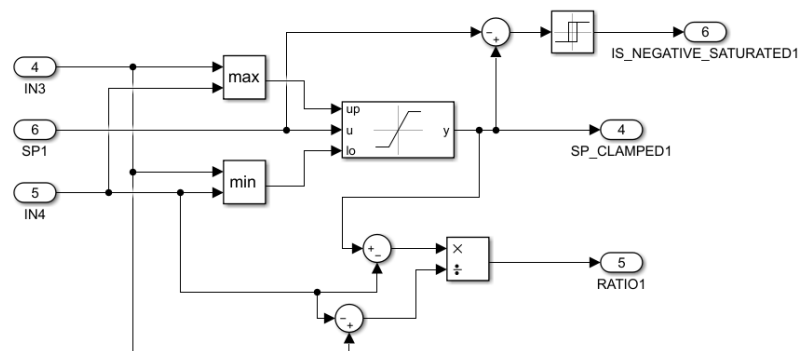 6
IS_NEGATIVE_SATURATED1
4
IN3
max
up
6
SP1
u
y
4
SP_CLAMPED1
lo
min
5
IN4
5
RATIO1